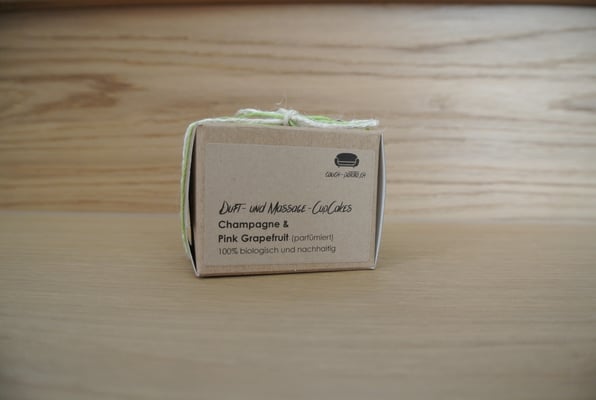 Duft- und Massage-CupCakes
Champagne &
Pink Grapefruit (parfümiert)
100% biologisch und nachhaltig